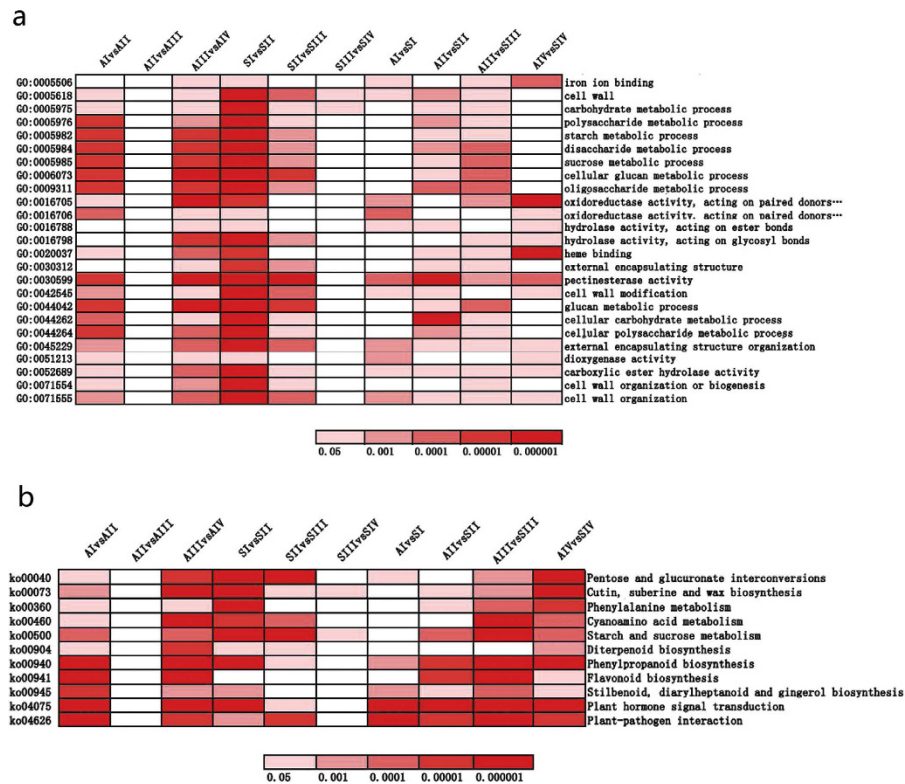 a
AIvsAII AIIvsAIII AIIIvsAIV SIvsSII SIIvsSIII SIIIvsSIV AIvsSI AIIvsSII AIIIvsSIII AIVvsSIV
GO:0005506 iron ion binding
GO:0005618 cell wall
GO:0005975 carbohydrate metabolic process
GO:0005976 polysaccharide metabolic process
GO:0005982 starch metabolic process
GO:0005984 disaccharide metabolic process
GO:0005985 sucrose metabolic process
GO:0006073 cellular glucan metabolic process
GO:0009311 oligosaccharide metabolic process
GO:0016705 oxidoreductase activity, acting on paired donors…
GO:0016706 oxidoreductase activity, acting on paired donors…
GO:0016788 hydrolase activity, acting on ester bonds
GO:0016798 hydrolase activity, acting on glycosyl bonds
GO:0020037 heme binding
GO:0030312 external encapsulating structure
GO:0030599 pectinesterase activity
GO:0042545 cell wall modification
GO:0044042 glucan metabolic process
GO:0044262 cellular carbohydrate metabolic process
GO:0044264 cellular polysaccharide metabolic process
GO:0045229 external encapsulating structure organization
GO:0051213 dioxygenase activity
GO:0052689 carboxylic ester hydrolase activity
GO:0071554 cell wall organization or biogenesis
GO:0071555 cell wall organization
0.05 0.001 0.0001 0.00001 0.000001
b
AIvsAII AIIvsAIII AIIIvsAIV SIvsSII SIIvsSIII SIIIvsSIV AIvsSI AIIvsSII AIIIvsSIII AIVvsSIV
ko00040 Pentose and glucuronate interconversions
ko00073 Cutin, suberine and wax biosynthesis
ko00360 Phenylalanine metabolism
ko00460 Cyanoamino acid metabolism
ko00500 Starch and sucrose metabolism
ko00904 Diterpenoid biosynthesis
ko00940 Phenylpropanoid biosynthesis
ko00941 Flavonoid biosynthesis
ko00945 Stilbenoid, diarylheptanoid and gingerol biosynthesis
ko04075 Plant hormone signal transduction
ko04626 Plant-pathogen interaction
0.05 0.001 0.0001 0.00001 0.000001